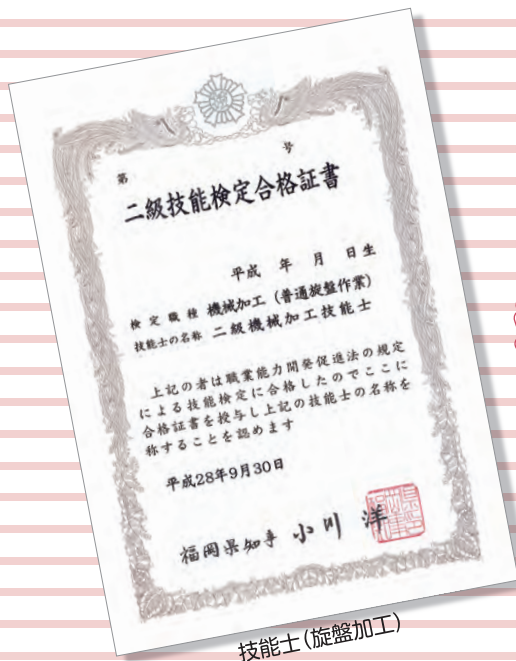 第 号
二級技能検定合格証書
平成 年 月 日生
検定職種 機械加工(普通旋盤作業)
技能士の名称 二級機械加工技能士
上記の者は職業能力開発促進法の規定
による技能検定に合格したのでここに
合格証書を授与し上記の技能士の名称を
称することを認めます
平成28年9月30日
福岡県知事 小川 洋
技能士(旋盤加工)